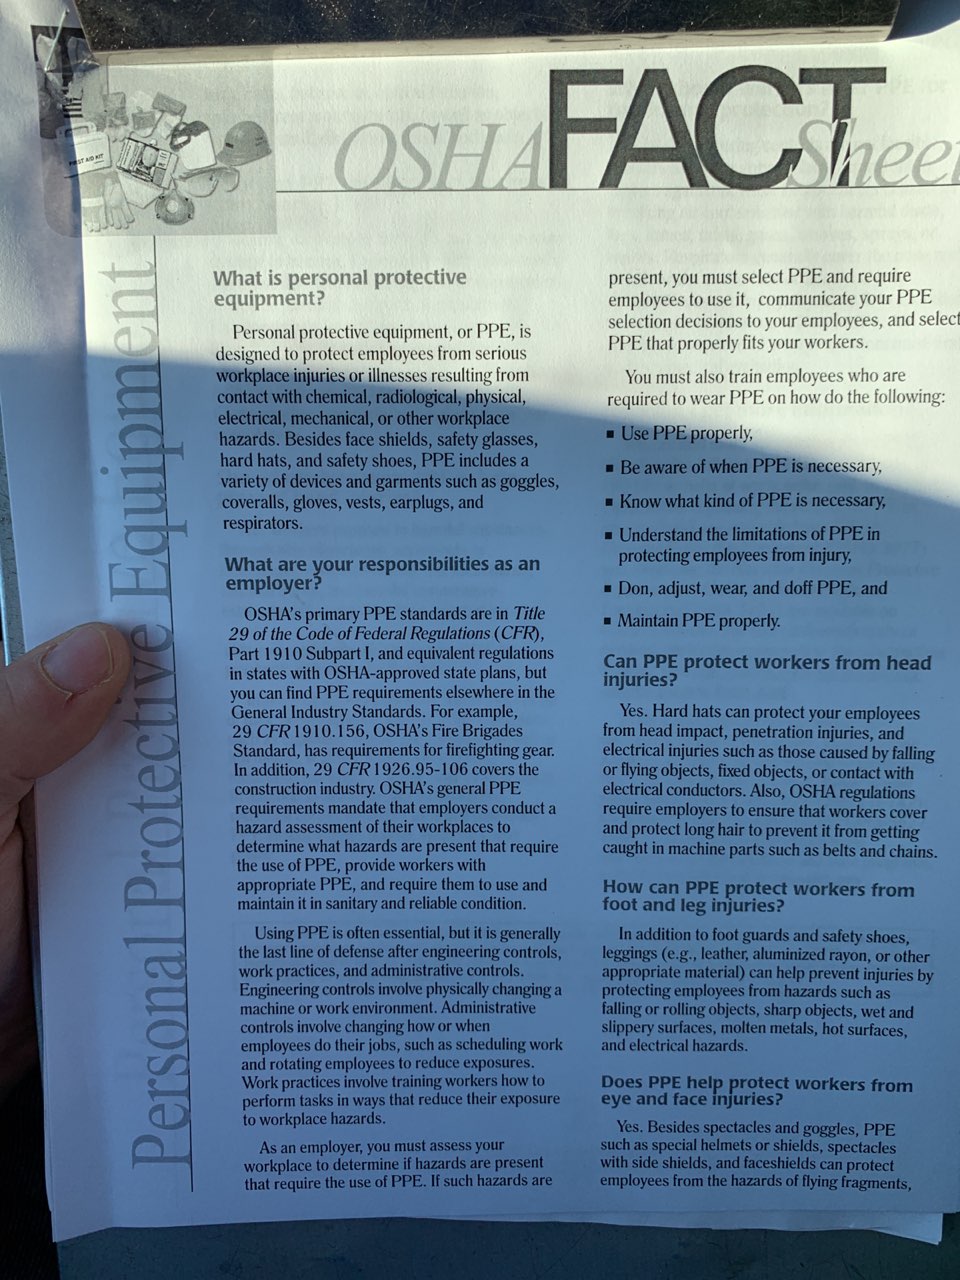 FIRST AID KIT
OSHA FACT Sheet
Personal Protective Equipment
What is personal protective
equipment?
Personal protective equipment, or PPE, is
designed to protect employees from serious
workplace injuries or illnesses resulting from
contact with chemical, radiological, physical,
electrical, mechanical, or other workplace
hazards. Besides face shields, safety glasses,
hard hats, and safety shoes, PPE includes a
variety of devices and garments such as goggles,
coveralls, gloves, vests, earplugs, and
respirators.
What are your responsibilities as an
employer?
OSHA's primary PPE standards are in Title
29 of the Code of Federal Regulations (CFR),
Part 1910 Subpart I, and equivalent regulations
in states with OSHA-approved state plans, but
you can find PPE requirements elsewhere in the
General Industry Standards. For example,
29 CFR 1910.156, OSHA's Fire Brigades
Standard, has requirements for firefighting gear.
In addition, 29 CFR 1926.95-106 covers the
construction industry. OSHA's general PPE
requirements mandate that employers conduct a
hazard assessment of their workplaces to
determine what hazards are present that require
the use of PPE, provide workers with
appropriate PPE, and require them to use and
maintain it in sanitary and reliable condition.
Using PPE is often essential, but it is generally
the last line of defense after engineering controls,
work practices, and administrative controls.
Engineering controls involve physically changing a
machine or work environment. Administrative
controls involve changing how or when
employees do their jobs, such as scheduling work
and rotating employees to reduce exposures.
Work practices involve training workers how to
perform tasks in ways that reduce their exposure
to workplace hazards.
As an employer, you must assess your
workplace to determine if hazards are present
that require the use of PPE. If such hazards are
present, you must select PPE and require
employees to use it, communicate your PPE
selection decisions to your employees, and select
PPE that properly fits your workers.
You must also train employees who are
required to wear PPE on how do the following:
▪ Use PPE properly,
▪ Be aware of when PPE is necessary,
▪ Know what kind of PPE is necessary,
▪ Understand the limitations of PPE in
protecting employees from injury,
▪ Don, adjust, wear, and doff PPE, and
▪ Maintain PPE properly.
Can PPE protect workers from head
injuries?
Yes. Hard hats can protect your employees
from head impact, penetration injuries, and
electrical injuries such as those caused by falling
or flying objects, fixed objects, or contact with
electrical conductors. Also, OSHA regulations
require employers to ensure that workers cover
and protect long hair to prevent it from getting
caught in machine parts such as belts and chains.
How can PPE protect workers from
foot and leg injuries?
In addition to foot guards and safety shoes,
leggings (e.g., leather, aluminized rayon, or other
appropriate material) can help prevent injuries by
protecting employees from hazards such as
falling or rolling objects, sharp objects, wet and
slippery surfaces, molten metals, hot surfaces,
and electrical hazards.
Does PPE help protect workers from
eye and face injuries?
Yes. Besides spectacles and goggles, PPE
such as special helmets or shields, spectacles
with side shields, and faceshields can protect
employees from the hazards of flying fragments,